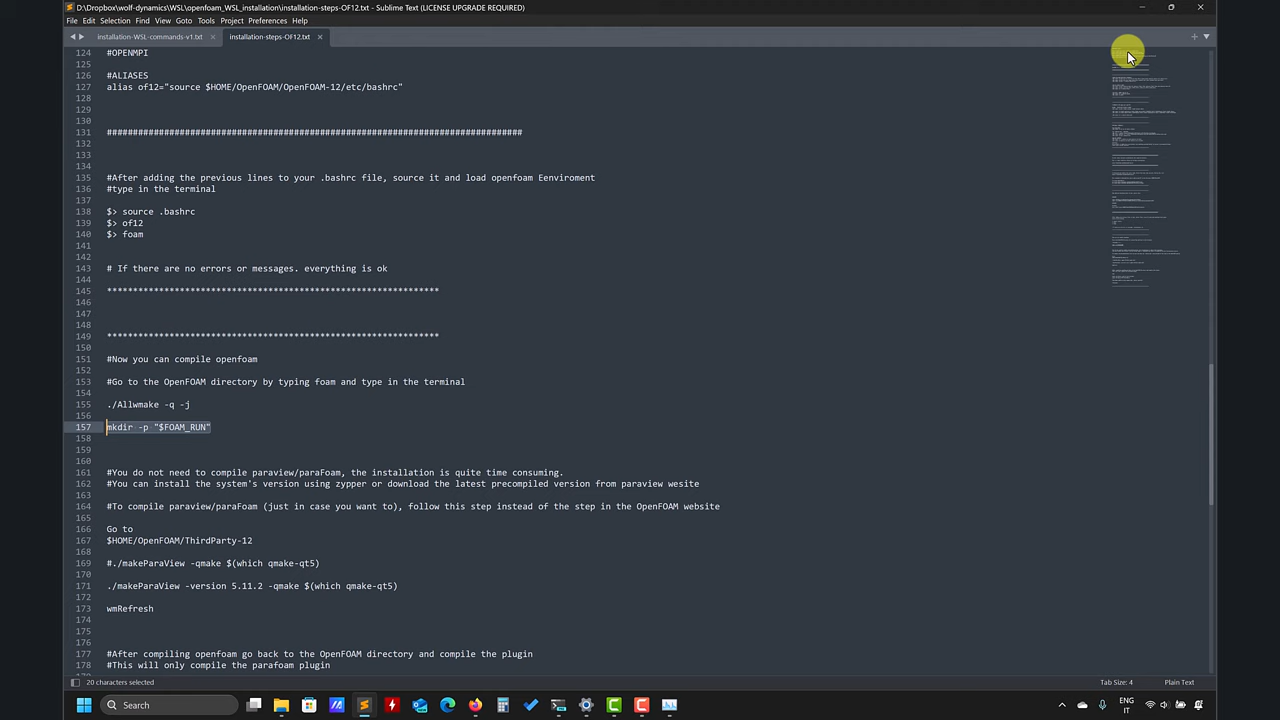 D:\Dropbox\wolf-dynamics\WSL\openfoam_WSL_installation\installation-steps-OF12.txt - Sublime Text (LICENSE UPGRADE REQUIRED)
File Edit Selection Find View Goto Tools Project Preferences Help
installation-WSL-commands-v1.txt installation-steps-OF12.txt
124 #OPENMPI
125
126 #ALIASES
127 alias of12="source $HOME/OpenFOAM/OpenFOAM-12/etc/bashrc"
128
129
130
131 ################################################################################
132
133
134
135 #After adding the previous lines to your .bashrc file, source it and load openfoam Eenviroment
136 #type in the terminal
137
138 $> source .bashrc
139 $> of12
140 $> foam
141
142
143 # If there are no errors or messages. everything is ok
144
145 ****************************************************************
146
147
148
149 ****************************************************************
150
151 #Now you can compile openfoam
152
153 #Go to the OpenFOAM directory by typing foam and type in the terminal
154
155 ./Allwmake -q -j
156
157 mkdir -p "$FOAM_RUN"
158
159
160
161 #You do not need to compile paraview/paraFoam, the installation is quite time consuming.
162 #You can install the system's version using zypper or download the latest precompiled version from paraview wesite
163
164 #To compile paraview/paraFoam (just in case you want to), follow this step instead of the step in the OpenFOAM website
165
166 Go to
167 $HOME/OpenFOAM/ThirdParty-12
168
169 #./makeParaView -qmake $(which qmake-qt5)
170
171 ./makeParaView -version 5.11.2 -qmake $(which qmake-qt5)
172
173 wmRefresh
174
175
176
177 #After compiling openfoam go back to the OpenFOAM directory and compile the plugin
178 #This will only compile the parafoam plugin
20 characters selected Tab Size: 4 Plain Text
Search ENG
IT